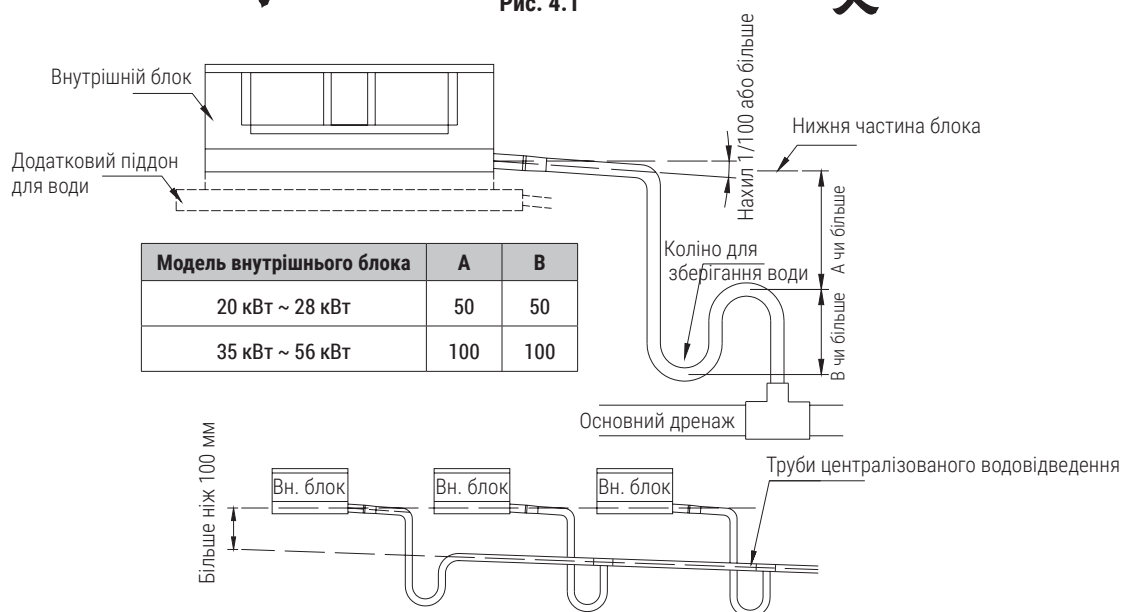 Рис. 4.1
Внутрішній блок
Додатковий піддон
для води
Нахил 1/100 або більше
Нижня частина блока
А чи більше
В чи більше
Коліно для
зберігання води
Модель внутрішнього блока A B
20 кВт ~ 28 кВт 50 50
35 кВт ~ 56 кВт 100 100
Основний дренаж
Більше ніж 100 мм
Вн. блок Вн. блок Вн. блок
Труби централізованого водовідведення